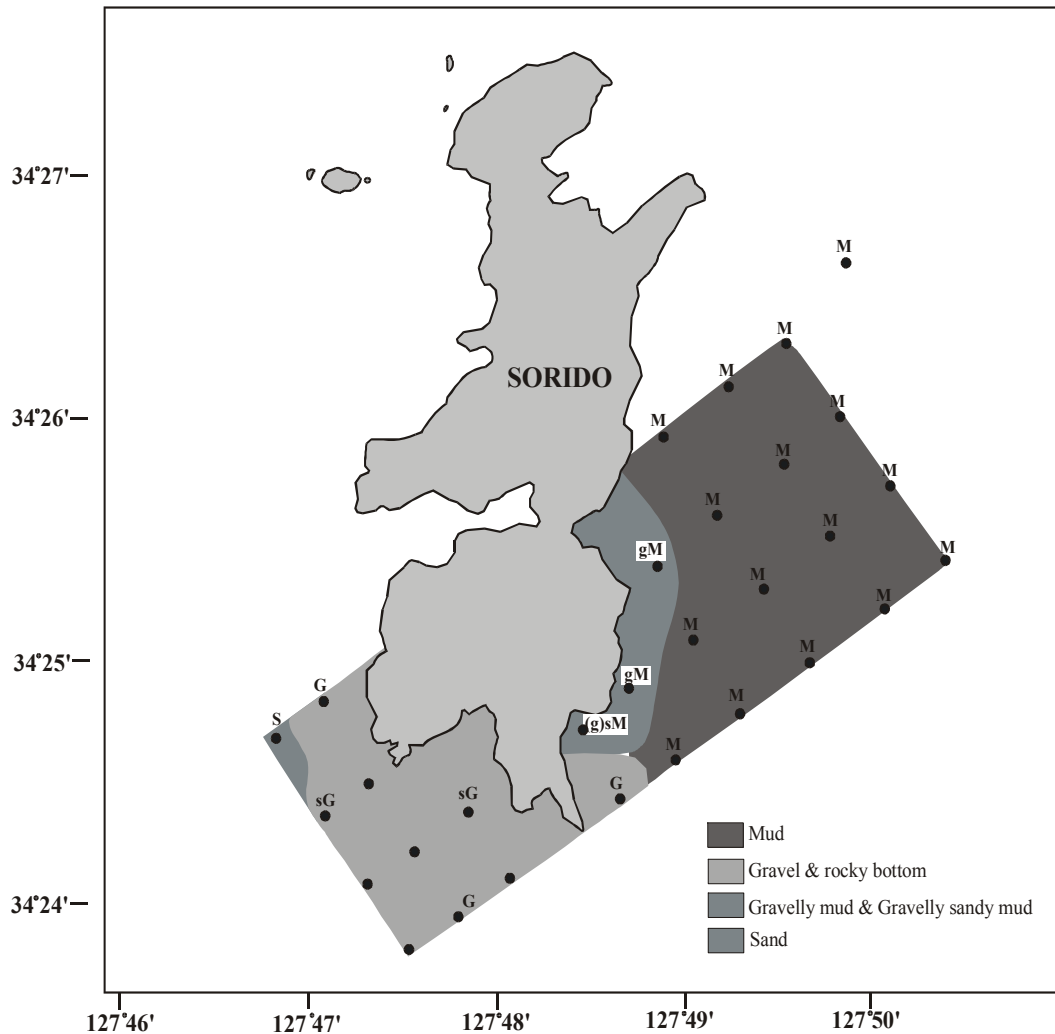 34°27'
M
M
M
SORIDO
34°26'
M
M
M
M
M
M
gM
M
M
M
M
34°25'
gM
M
G
M
S
(g)sM
M
sG
sG
G
Mud
Gravel & rocky bottom
34°24'
G
Gravelly mud & Gravelly sandy mud
Sand
127°46'
127°47'
127°48'
127°49'
127°50'